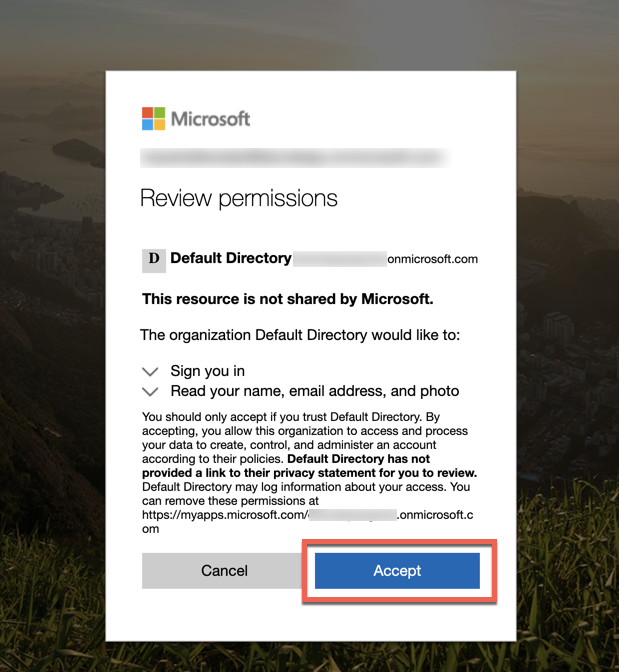 Microsoft
Review permissions
D Default Directory onmicrosoft.com
This resource is not shared by Microsoft.
The organization Default Directory would like to:
Sign you in
Read your name, email address, and photo
You should only accept if you trust Default Directory. By
accepting, you allow this organization to access and process
your data to create, control, and administer an account
according to their policies. Default Directory has not
provided a link to their privacy statement for you to review.
Default Directory may log information about your access. You
can remove these permissions at
https://myapps.microsoft.com/ .onmicrosoft.c
om
Cancel Accept